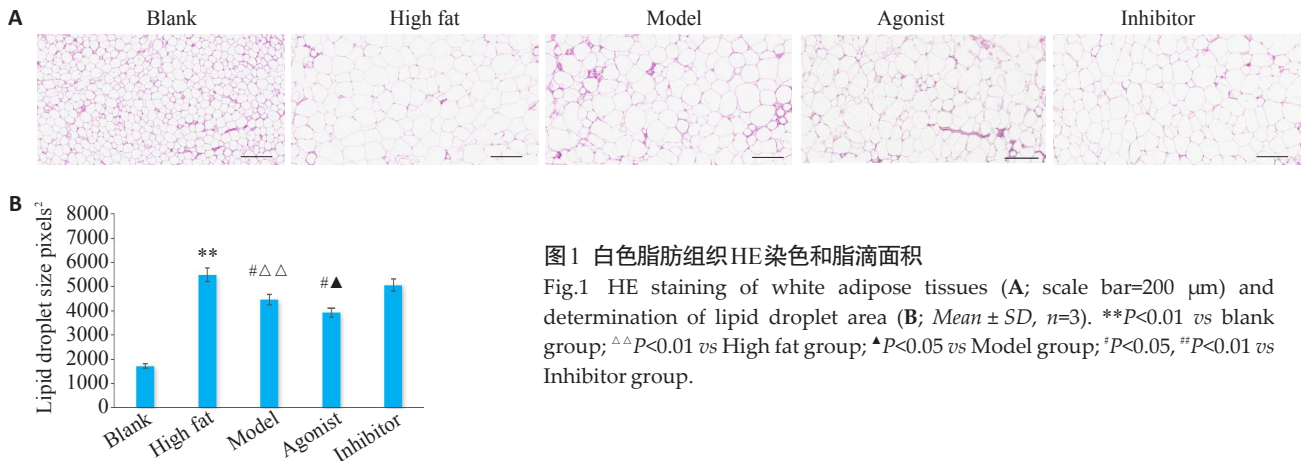 A
Blank
High fat
Model
Agonist
Inhibitor
B
Lipid droplet size pixels²
8000
7000
6000
5000
4000
3000
2000
1000
0
**
#△△
#▲
Blank
High fat
Model
Agonist
Inhibitor
图1 白色脂肪组织HE染色和脂滴面积
Fig.1 HE staining of white adipose tissues (A; scale bar=200 μm) and
determination of lipid droplet area (B; Mean ± SD, n=3). **P<0.01 vs blank
group; △△P<0.01 vs High fat group; ▲P<0.05 vs Model group; #P<0.05, ##P<0.01 vs
Inhibitor group.